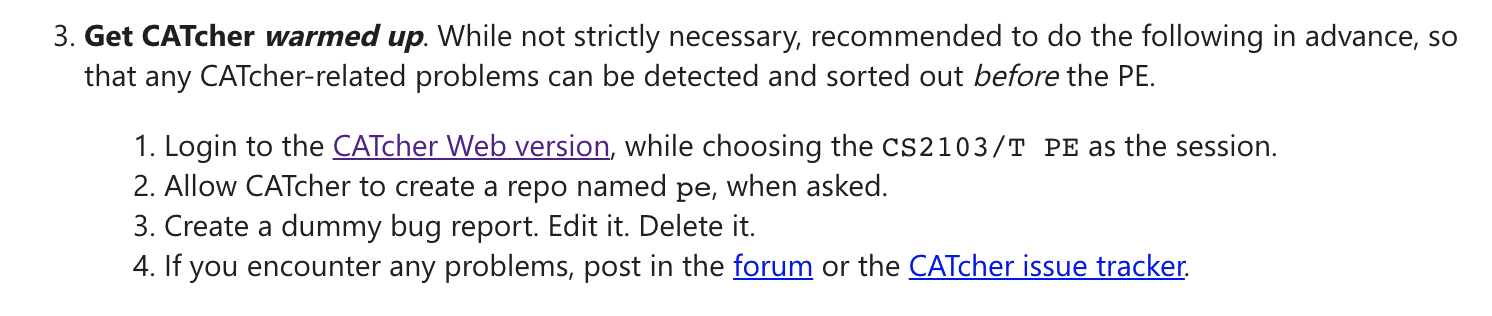 3. Get CATcher warmed up. While not strictly necessary, recommended to do the following in advance, so
that any CATcher-related problems can be detected and sorted out before the PE.
1. Login to the CATcher Web version, while choosing the CS2103/T PE as the session.
2. Allow CATcher to create a repo named pe, when asked.
3. Create a dummy bug report. Edit it. Delete it.
4. If you encounter any problems, post in the forum or the CATcher issue tracker.